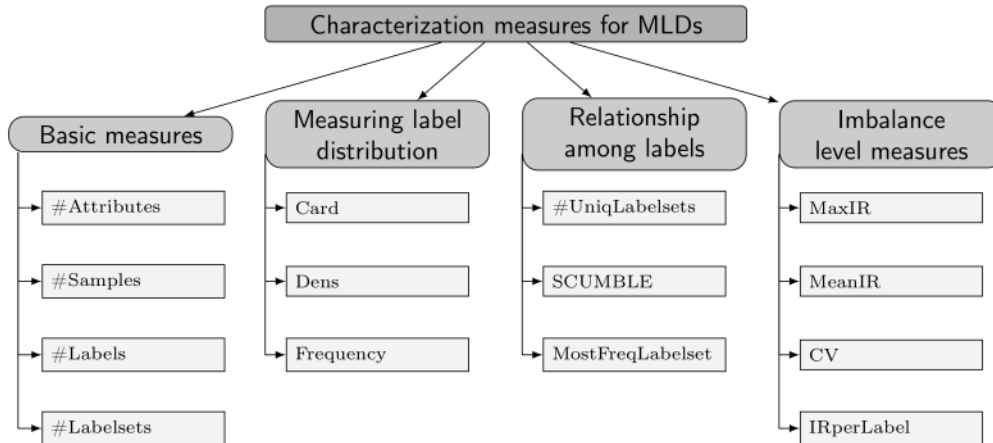 Characterization measures for MLDs
Basic measures
#Attributes
#Samples
#Labels
#Labelsets
Measuring label
distribution
Card
Dens
Frequency
Relationship
among labels
#UniqLabelsets
SCUMBLE
MostFreqLabelset
Imbalance
level measures
MaxIR
MeanIR
CV
IRperLabel